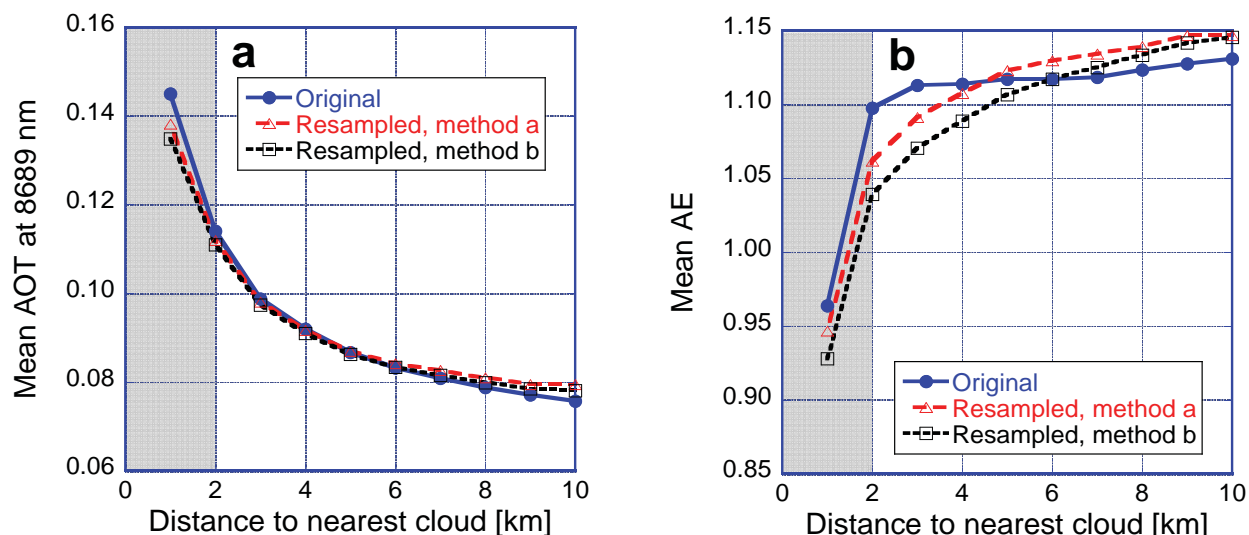 a
Original
Resampled, method a
Resampled, method b
0.16
0.14
0.12
0.10
0.08
0.06
Mean AOT at 8689 nm
0 2 4 6 8 10
Distance to nearest cloud [km]
b
Original
Resampled, method a
Resampled, method b
1.15
1.10
1.05
1.00
0.95
0.90
0.85
Mean AE
0 2 4 6 8 10
Distance to nearest cloud [km]